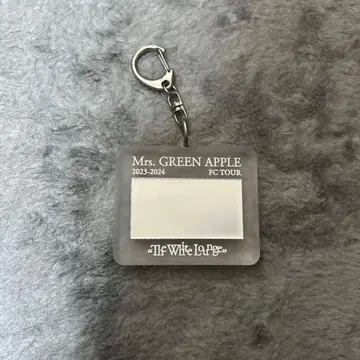 Mrs. GREEN APPLE
2023-2024 FC TOUR
"The White Lounge"